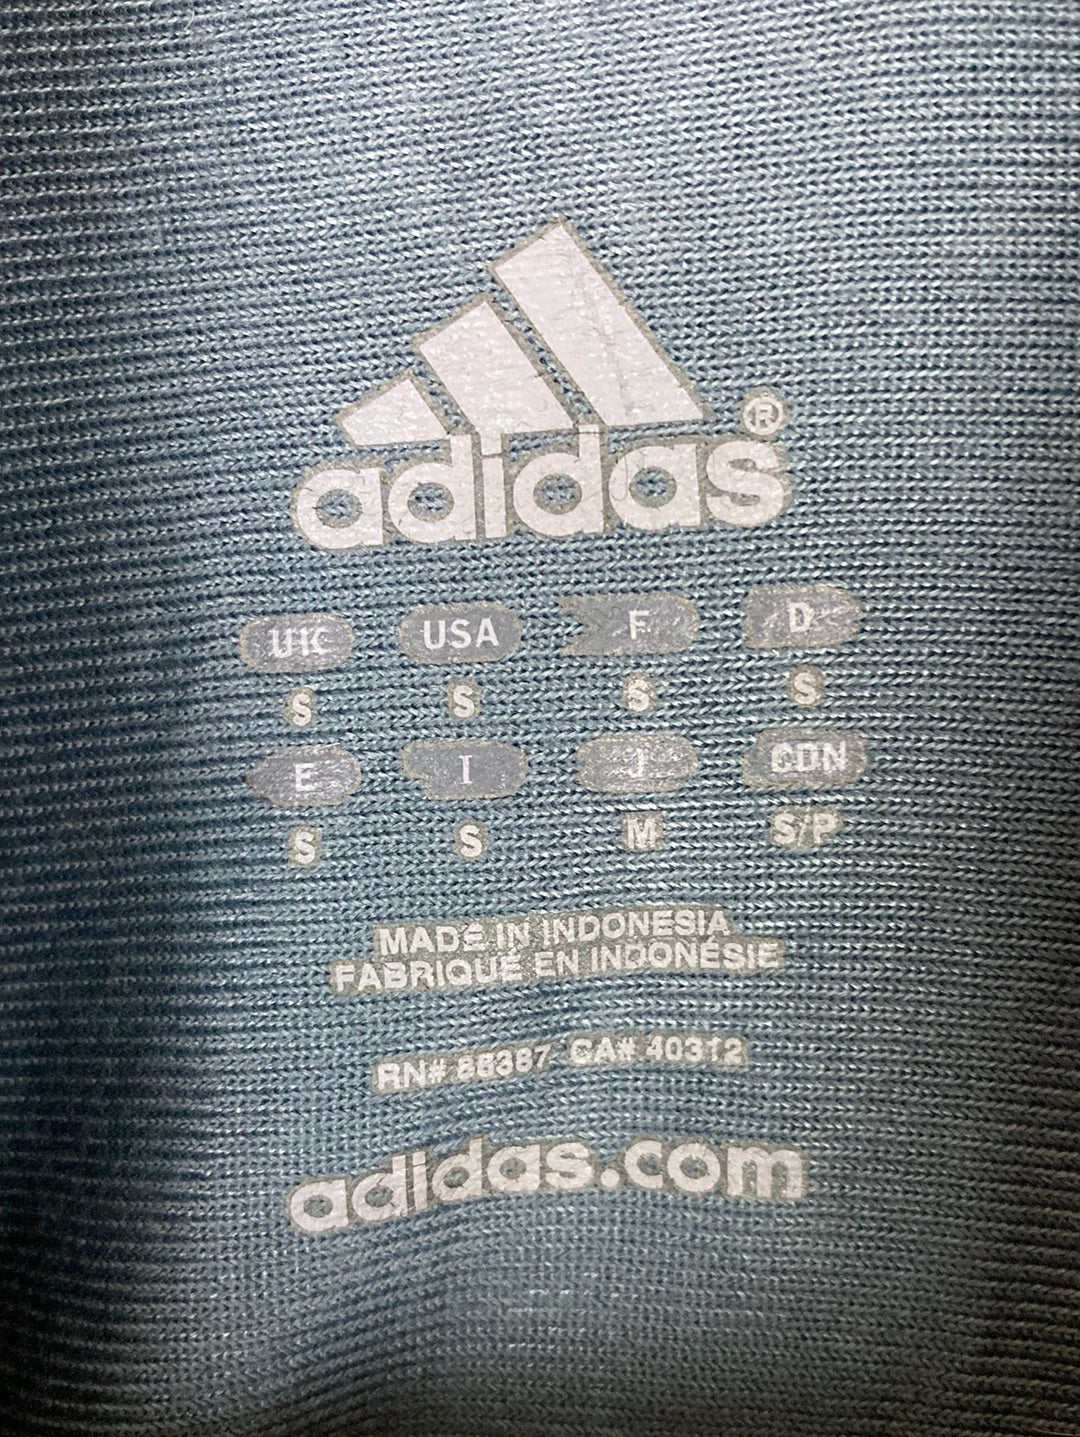 adidas®
UK USA F D
S S S S
E I J CDN
S S M S/P
MADE IN INDONESIA
FABRIQUÉ EN INDONÉSIE
RN# 88387 CA# 40312
adidas.com